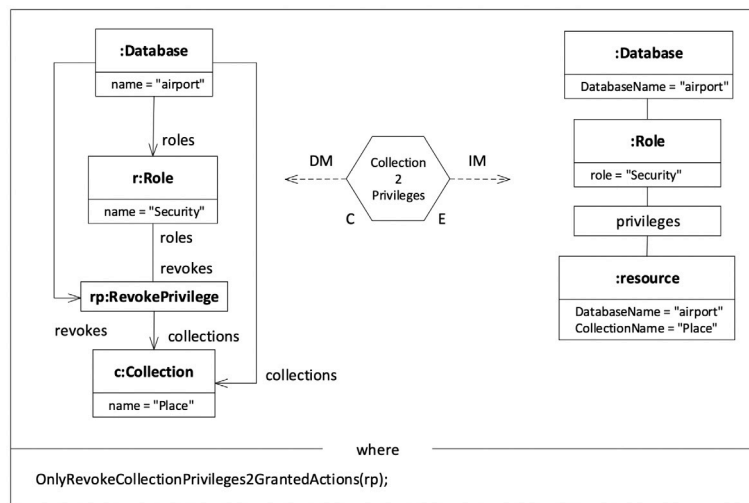 :Database
name = "airport"
roles
r:Role
name = "Security"
roles
revokes
rp:RevokePrivilege
revokes
collections
c:Collection
collections
name = "Place"
DM
Collection
2
Privileges
IM
C
E
:Database
DatabaseName = "airport"
:Role
role = "Security"
privileges
:resource
DatabaseName = "airport"
CollectionName = "Place"
where
OnlyRevokeCollectionPrivileges2GrantedActions(rp);